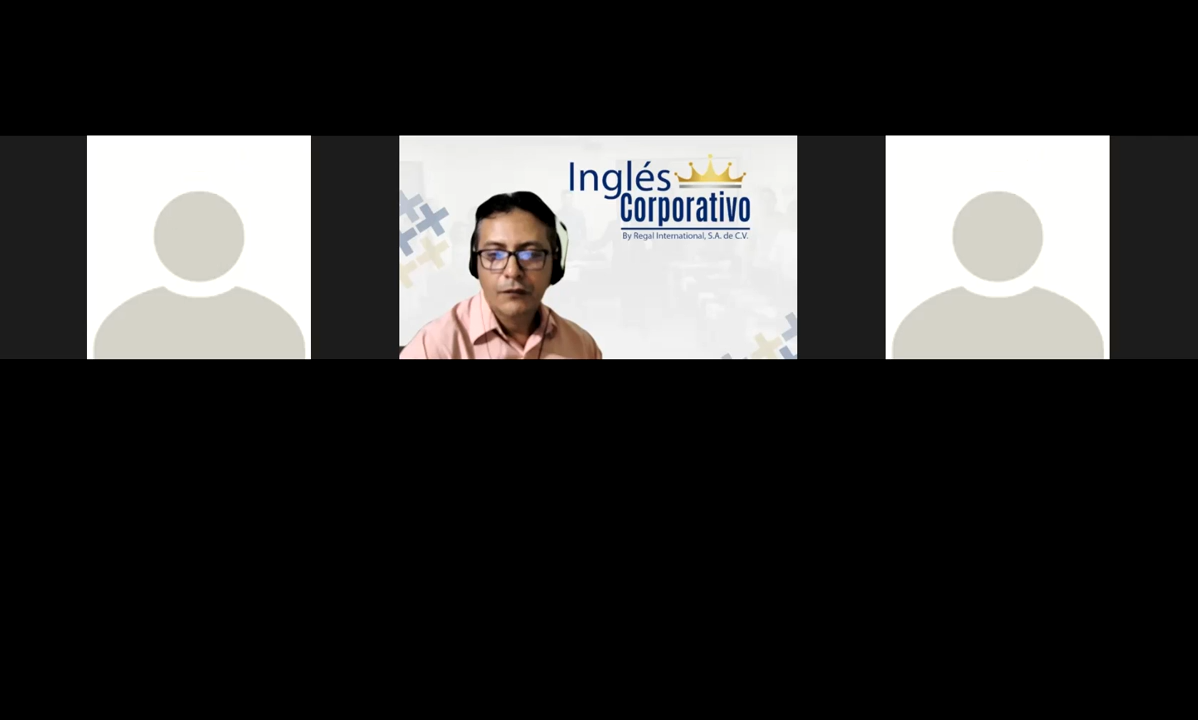 Inglés
Corporativo
By Regal International, S.A. de C.V.